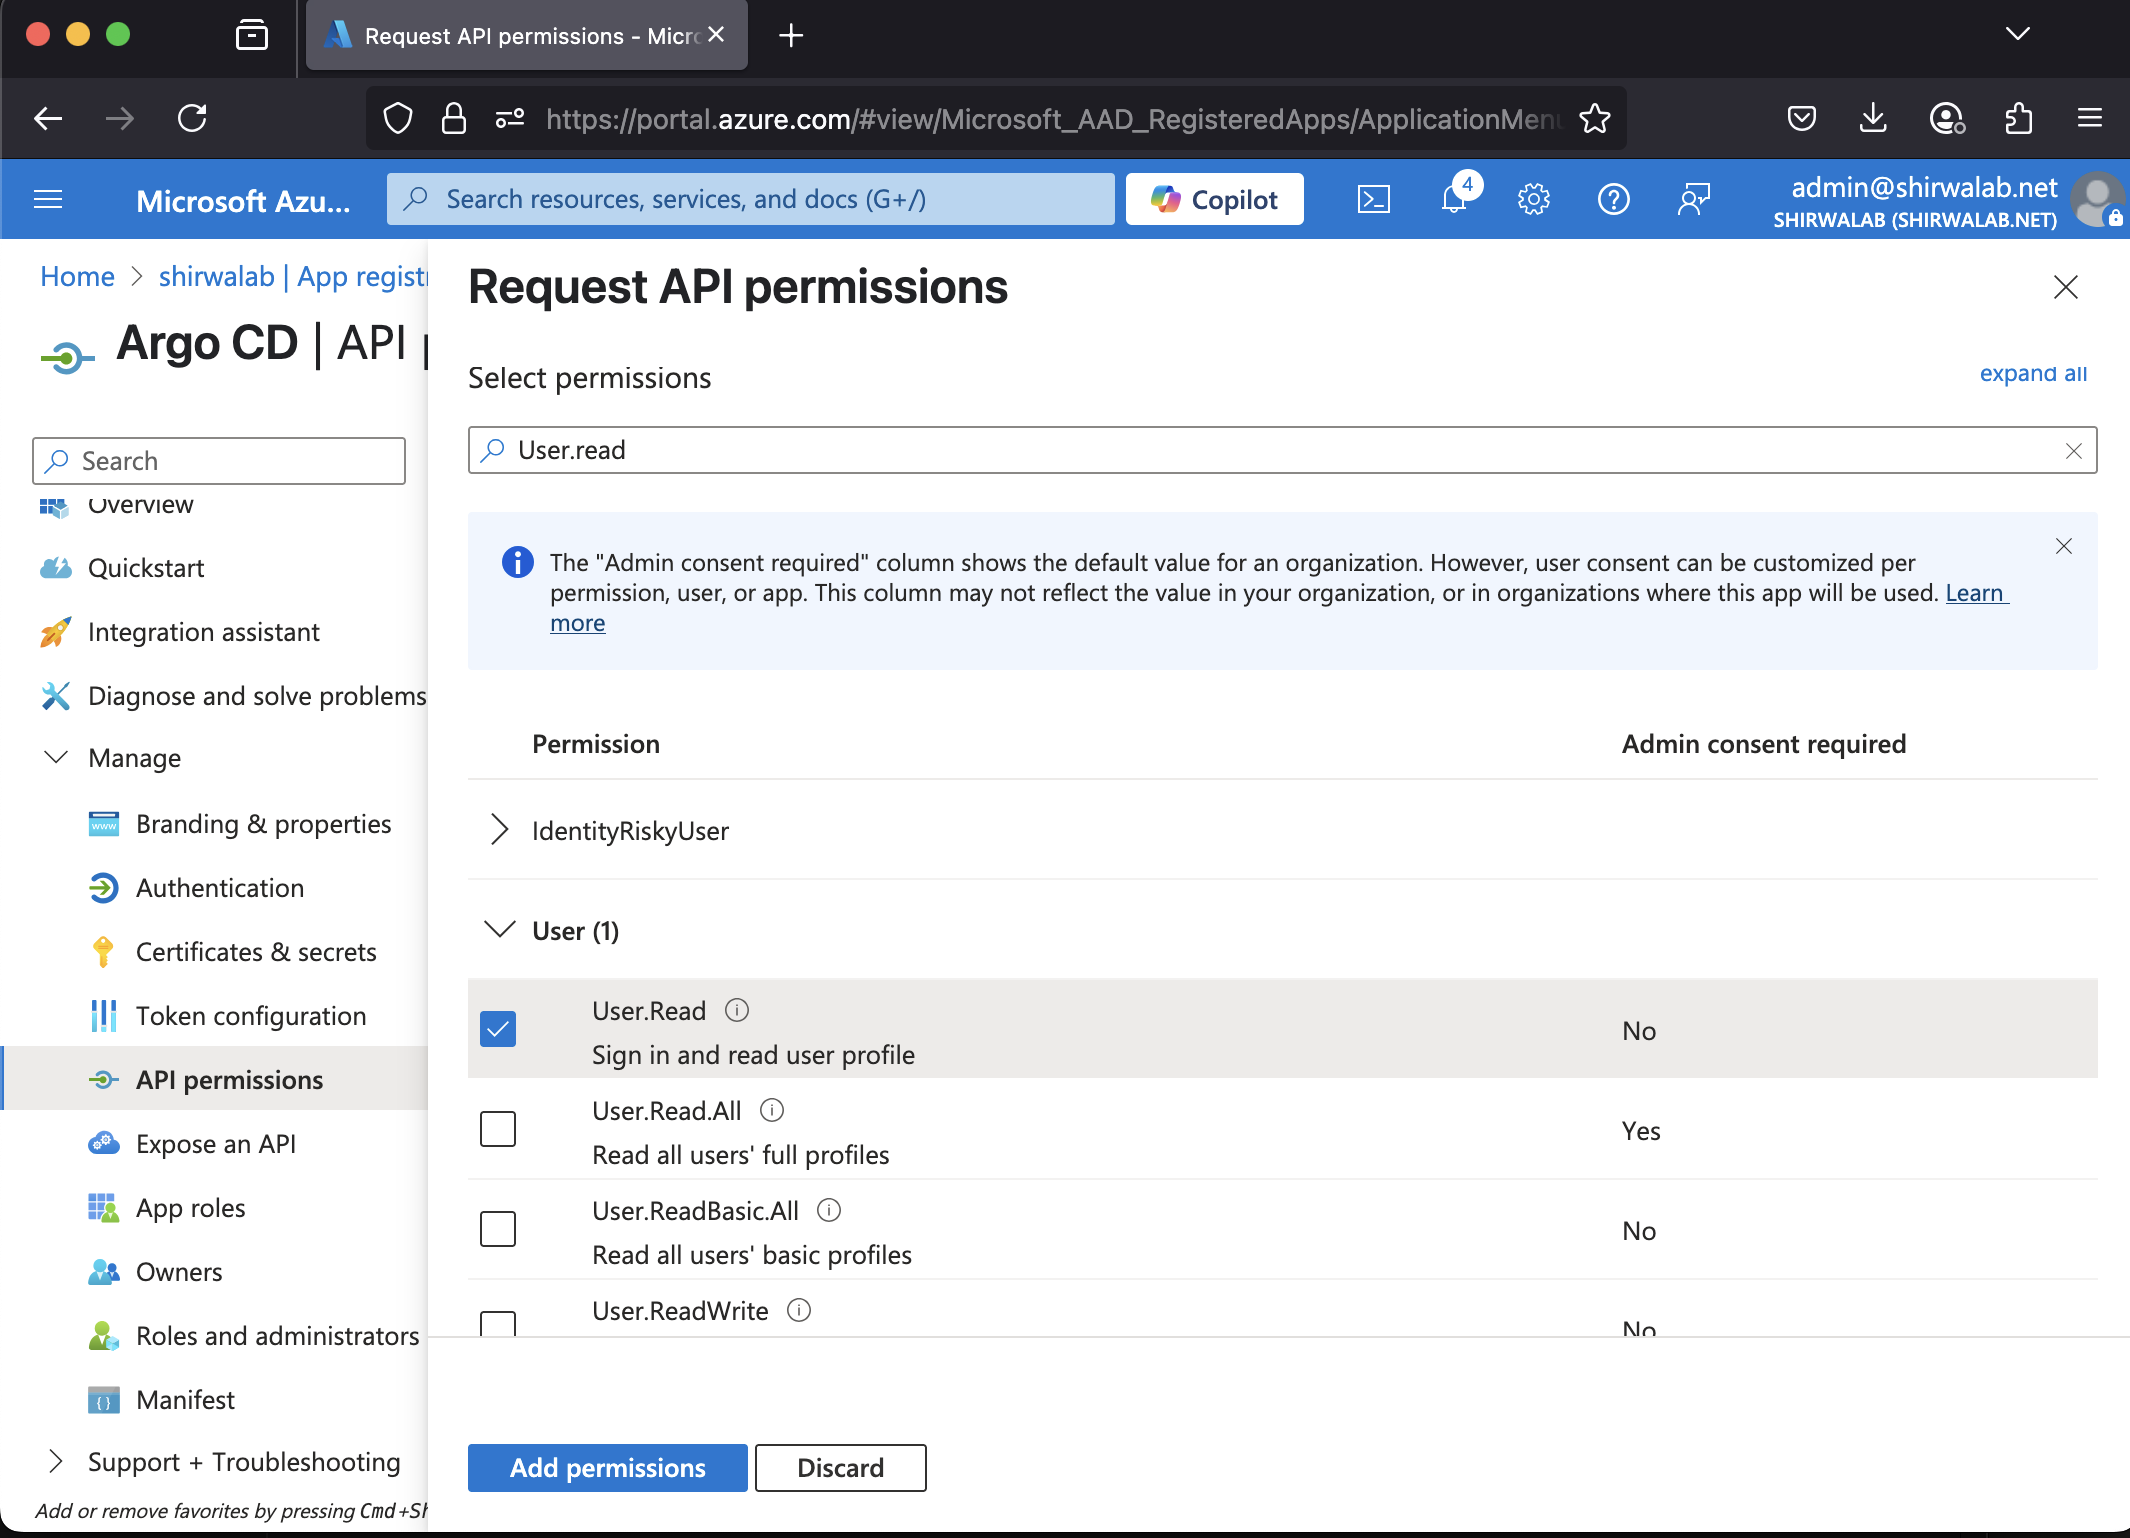 Request API permissions - Micro
https://portal.azure.com/#view/Microsoft_AAD_RegisteredApps/ApplicationMenu
Microsoft Azu...
Search resources, services, and docs (G+/)
Copilot
4
admin@shirwalab.net
SHIRWALAB (SHIRWALAB.NET)
Home > shirwalab | App registr
Argo CD | API p
Search
Overview
Quickstart
Integration assistant
Diagnose and solve problems
Manage
Branding & properties
Authentication
Certificates & secrets
Token configuration
API permissions
Expose an API
App roles
Owners
Roles and administrators
Manifest
Support + Troubleshooting
Add or remove favorites by pressing Cmd+Sh
Request API permissions
Select permissions
expand all
User.read
The "Admin consent required" column shows the default value for an organization. However, user consent can be customized per
permission, user, or app. This column may not reflect the value in your organization, or in organizations where this app will be used. Learn
more
Permission
Admin consent required
IdentityRiskyUser
User (1)
User.Read
Sign in and read user profile
No
User.Read.All
Read all users' full profiles
Yes
User.ReadBasic.All
Read all users' basic profiles
No
User.ReadWrite
No
Add permissions
Discard